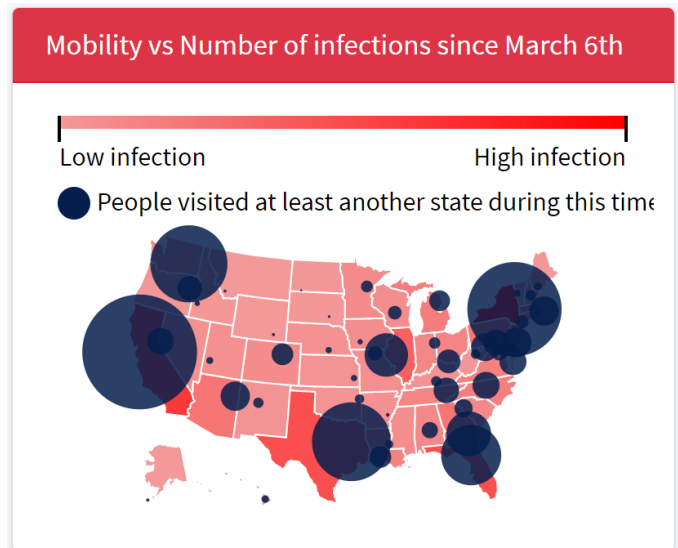 Mobility vs Number of infections since March 6th
Low infection High infection
People visited at least another state during this time